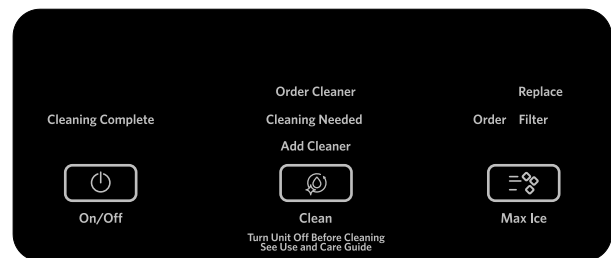 Order Cleaner
Replace
Cleaning Complete
Cleaning Needed
Order Filter
Add Cleaner
On/Off
Clean
Max Ice
Turn Unit Off Before Cleaning
See Use and Care Guide